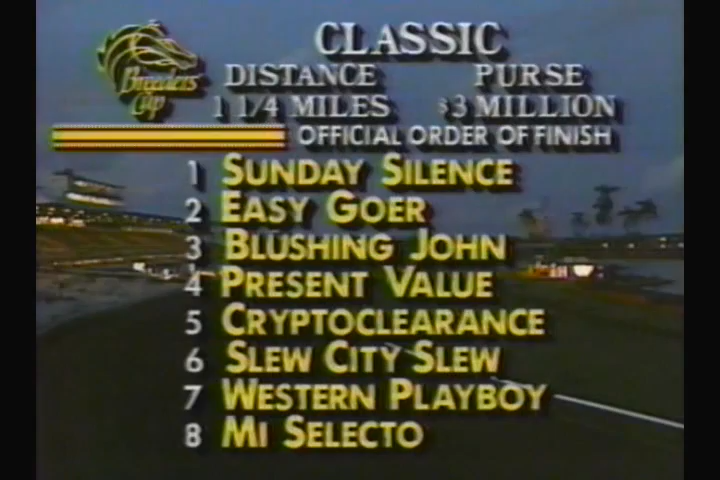 Breeders'
Cup
CLASSIC
DISTANCE PURSE
1 1/4 MILES $3 MILLION
OFFICIAL ORDER OF FINISH
1 SUNDAY SILENCE
2 EASY GOER
3 BLUSHING JOHN
4 PRESENT VALUE
5 CRYPTOCLEARANCE
6 SLEW CITY SLEW
7 WESTERN PLAYBOY
8 MI SELECTO